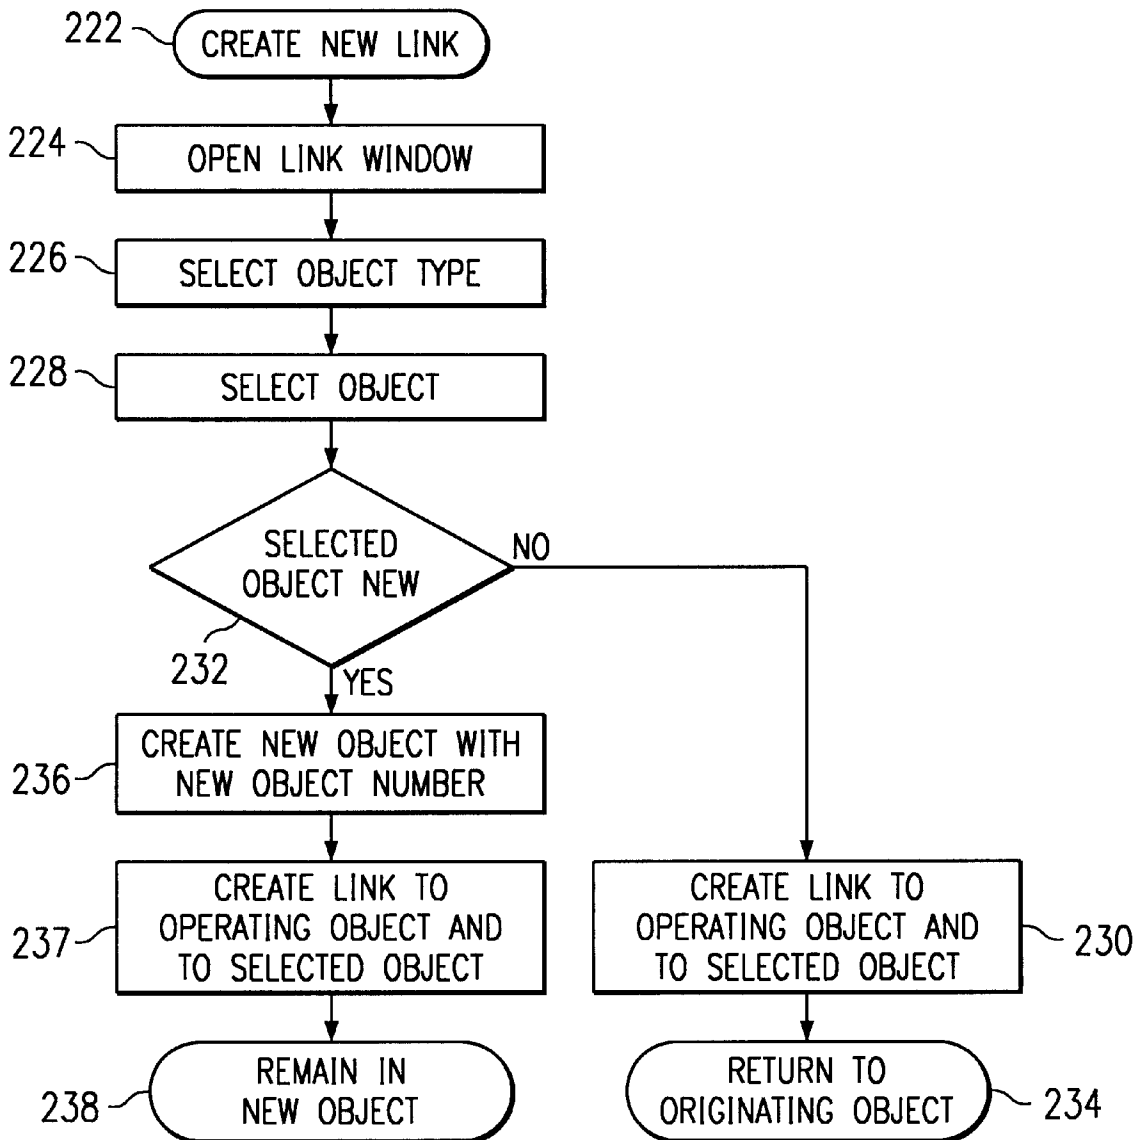 222
CREATE NEW LINK
224
OPEN LINK WINDOW
226
SELECT OBJECT TYPE
228
SELECT OBJECT
SELECTED
OBJECT NEW
NO
232
YES
CREATE NEW OBJECT WITH
NEW OBJECT NUMBER
236
CREATE LINK TO
OPERATING OBJECT AND
TO SELECTED OBJECT
237
CREATE LINK TO
OPERATING OBJECT AND
TO SELECTED OBJECT
230
REMAIN IN
NEW OBJECT
238
RETURN TO
ORIGINATING OBJECT
234